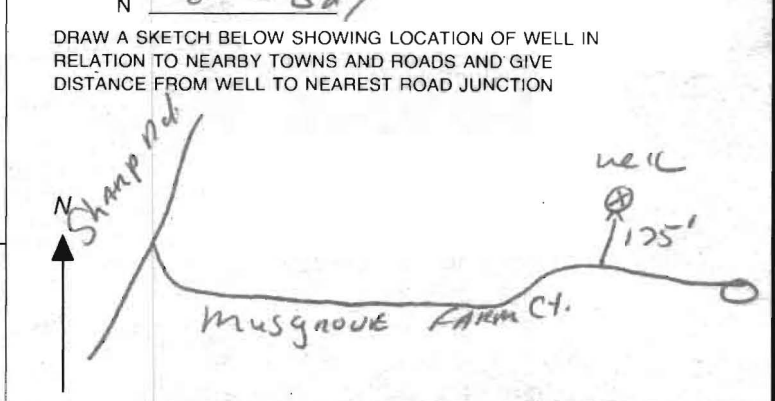 N
DRAW A SKETCH BELOW SHOWING LOCATION OF WELL IN
RELATION TO NEARBY TOWNS AND ROADS AND GIVE
DISTANCE FROM WELL TO NEAREST ROAD JUNCTION
Sharp Rd.
well
N
125'
Musgrove FARM Ct.